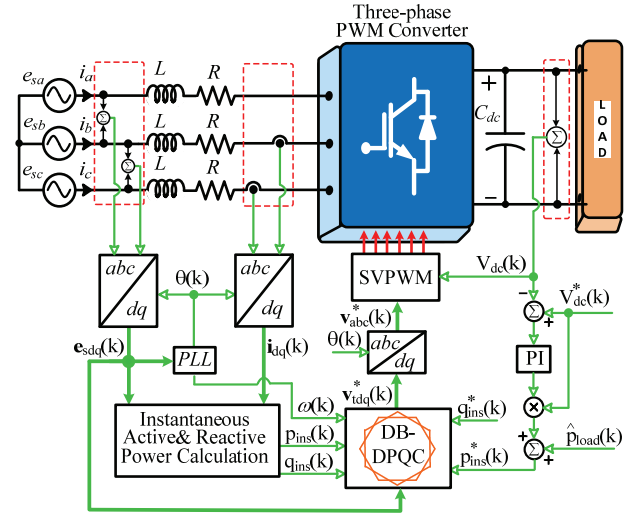 Three-phase
PWM Converter
e_sa
i_a
L
R
e_sb
i_b
L
R
e_sc
i_c
L
R
+
C_dc
−
Σ
Σ
Σ
LOAD
abc
dq
θ(k)
abc
dq
SVPWM
V_dc(k)
v*_abc(k)
θ(k)
abc
dq
−
Σ
+
V*_dc(k)
PI
×
e_sdq(k)
PLL
i_dq(k)
v*_tdq(k)
ω(k)
Instantaneous
Active& Reactive
Power Calculation
p_ins(k)
q_ins(k)
DB-
DPQC
q*_ins(k)
p*_ins(k)
+
Σ
+
p̂_load(k)